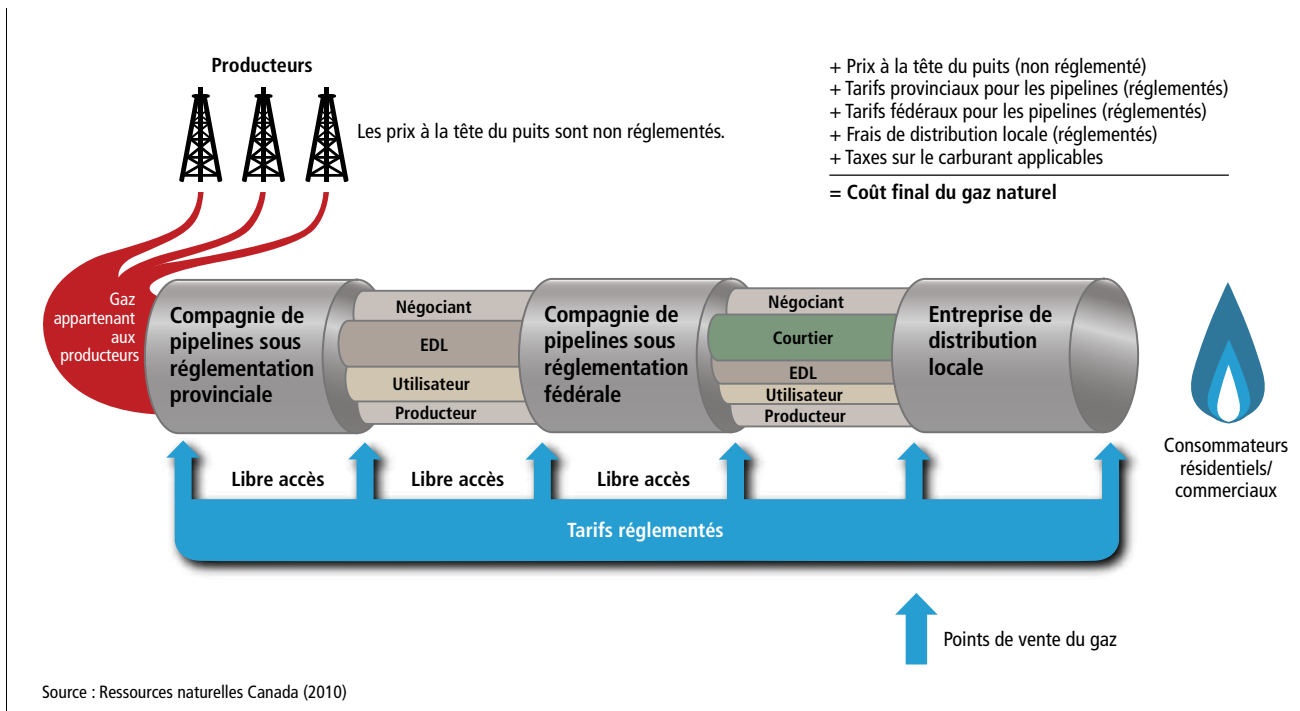 Producteurs
Les prix à la tête du puits sont non réglementés.
+ Prix à la tête du puits (non réglementé)
+ Tarifs provinciaux pour les pipelines (réglementés)
+ Tarifs fédéraux pour les pipelines (réglementés)
+ Frais de distribution locale (réglementés)
+ Taxes sur le carburant applicables
= Coût final du gaz naturel
Gaz
appartenant
aux
producteurs
Compagnie de
pipelines sous
réglementation
provinciale
Négociant
EDL
Utilisateur
Producteur
Compagnie de
pipelines sous
réglementation
fédérale
Négociant
Courtier
EDL
Utilisateur
Producteur
Entreprise de
distribution
locale
Consommateurs
résidentiels/
commerciaux
Libre accès
Libre accès
Libre accès
Tarifs réglementés
Points de vente du gaz
Source : Ressources naturelles Canada (2010)